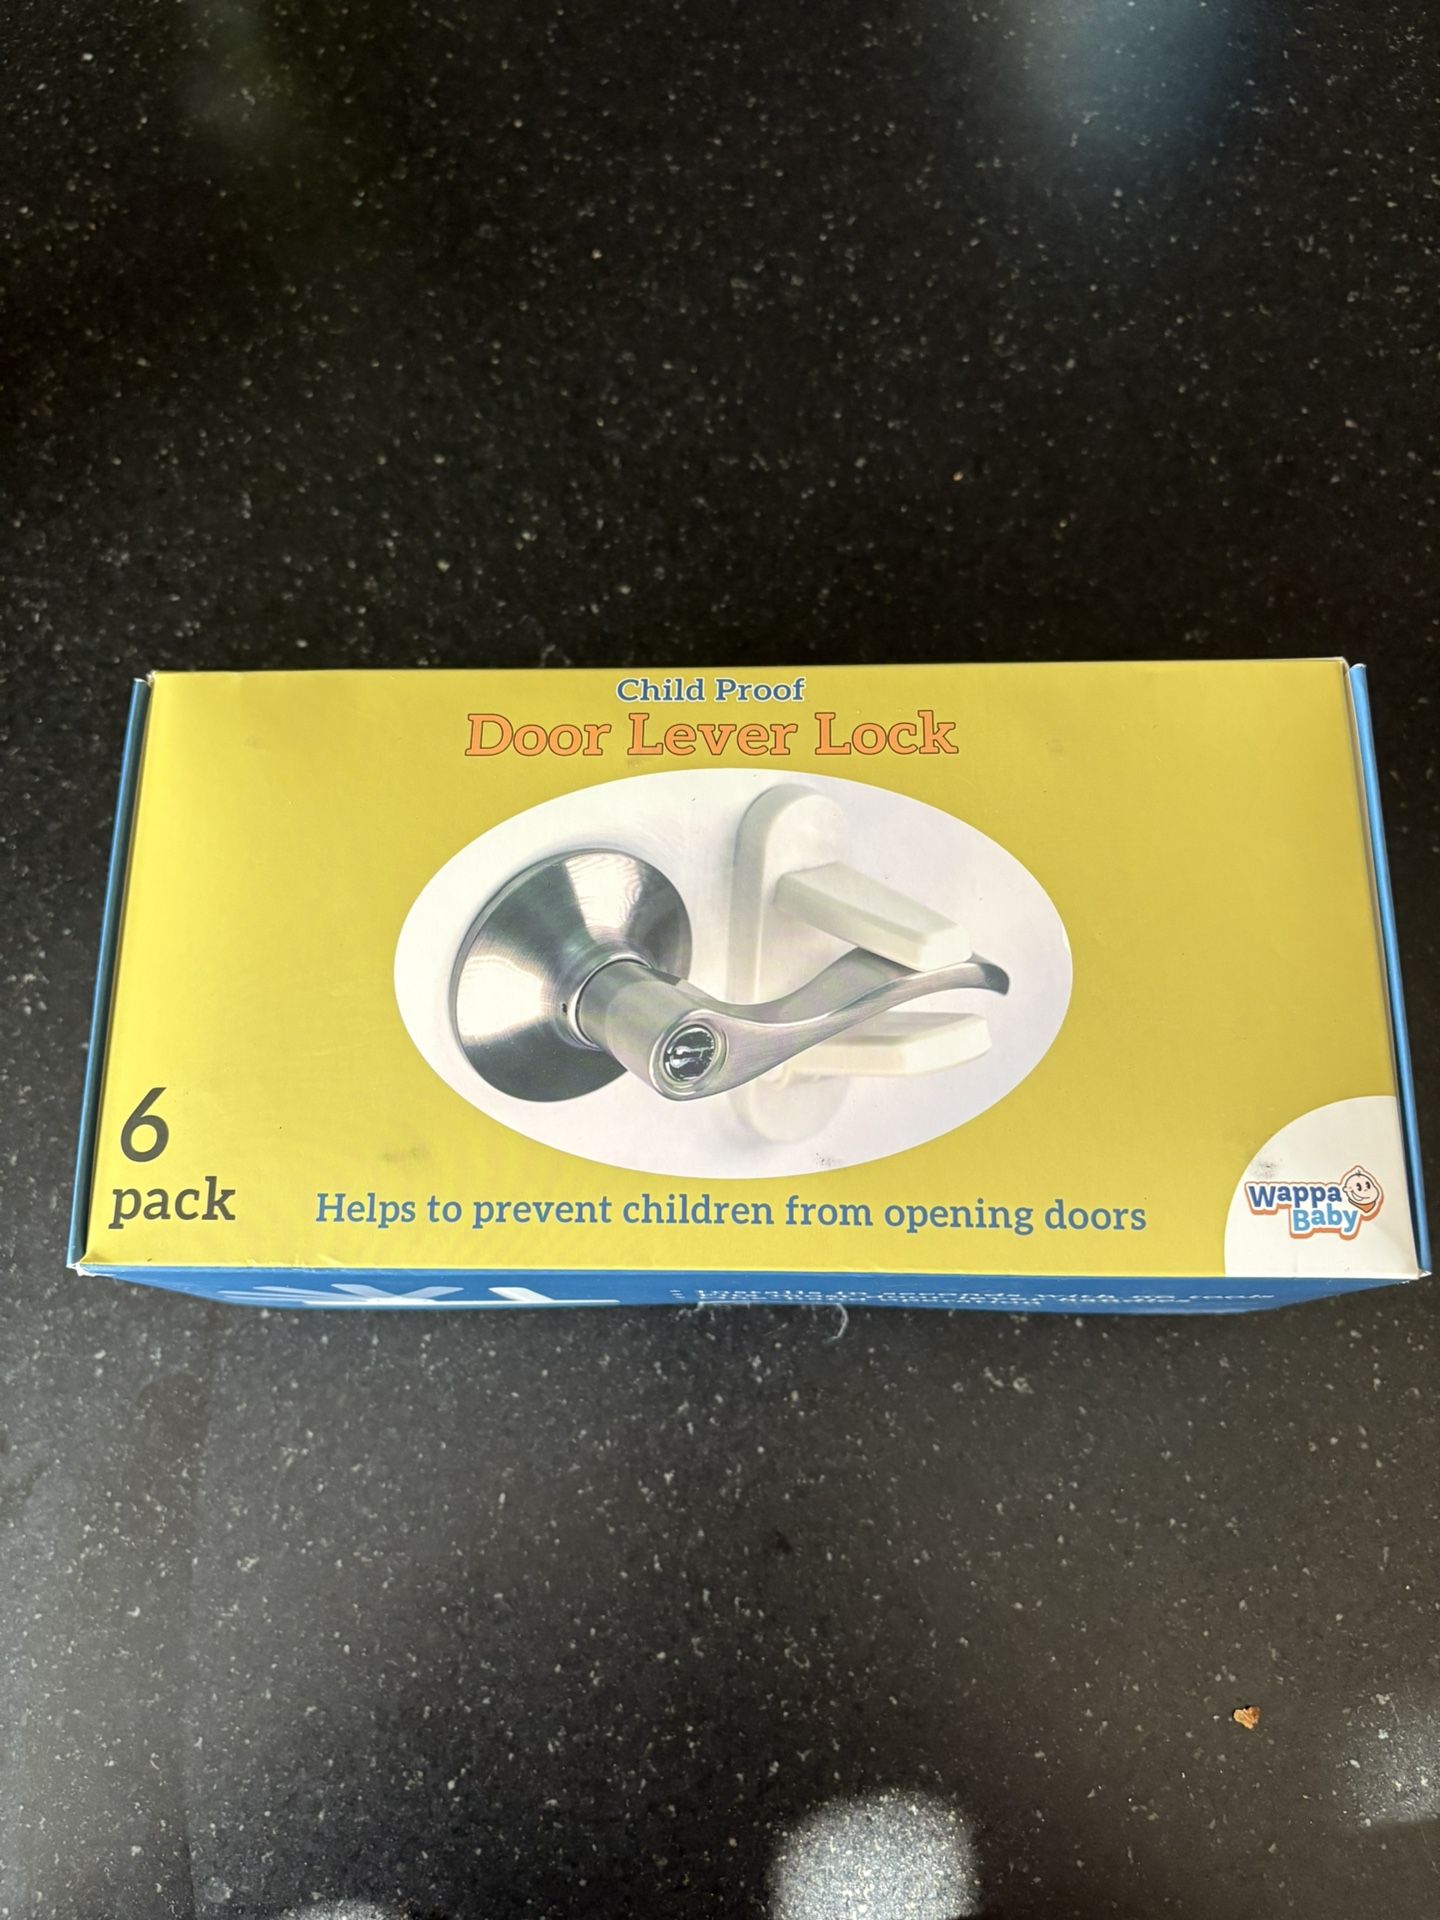 Child Proof
Door Lever Lock
6
pack
Helps to prevent children from opening doors
Wappa
Baby